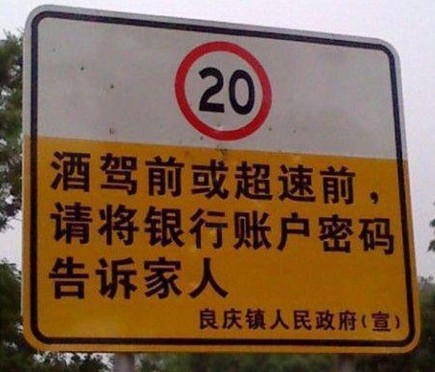 20
酒驾前或超速前，
请将银行账户密码
告诉家人
良庆镇人民政府(宣)